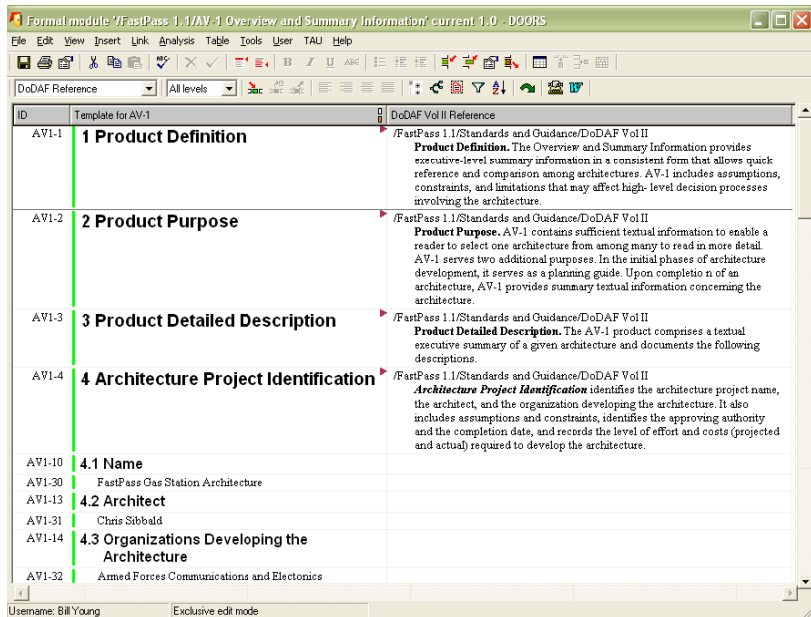 Formal module '/FastPass 1.1/AV-1 Overview and Summary Information' current 1.0 - DOORS
File Edit View Insert Link Analysis Table Tools User TAU Help
DoDAF Reference All levels
ID Template for AV-1 DoDAF Vol II Reference
AV1-1 1 Product Definition /FastPass 1.1/Standards and Guidance/DoDAF Vol II
Product Definition. The Overview and Summary Information provides
executive-level summary information in a consistent form that allows quick
reference and comparison among architectures. AV-1 includes assumptions,
constraints, and limitations that may affect high- level decision processes
involving the architecture.
AV1-2 2 Product Purpose /FastPass 1.1/Standards and Guidance/DoDAF Vol II
Product Purpose. AV-1 contains sufficient textual information to enable a
reader to select one architecture from among many to read in more detail.
AV-1 serves two additional purposes. In the initial phases of architecture
development, it serves as a planning guide. Upon completio n of an
architecture, AV-1 provides summary textual information concerning the
architecture.
AV1-3 3 Product Detailed Description /FastPass 1.1/Standards and Guidance/DoDAF Vol II
Product Detailed Description. The AV-1 product comprises a textual
executive summary of a given architecture and documents the following
descriptions.
AV1-4 4 Architecture Project Identification /FastPass 1.1/Standards and Guidance/DoDAF Vol II
Architecture Project Identification identifies the architecture project name,
the architect, and the organization developing the architecture. It also
includes assumptions and constraints, identifies the approving authority
and the completion date, and records the level of effort and costs (projected
and actual) required to develop the architecture.
AV1-10 4.1 Name
AV1-30 FastPass Gas Station Architecture
AV1-13 4.2 Architect
AV1-31 Chris Sibbald
AV1-14 4.3 Organizations Developing the
Architecture
AV1-32 Armed Forces Communications and Electonics
Username: Bill Young Exclusive edit mode